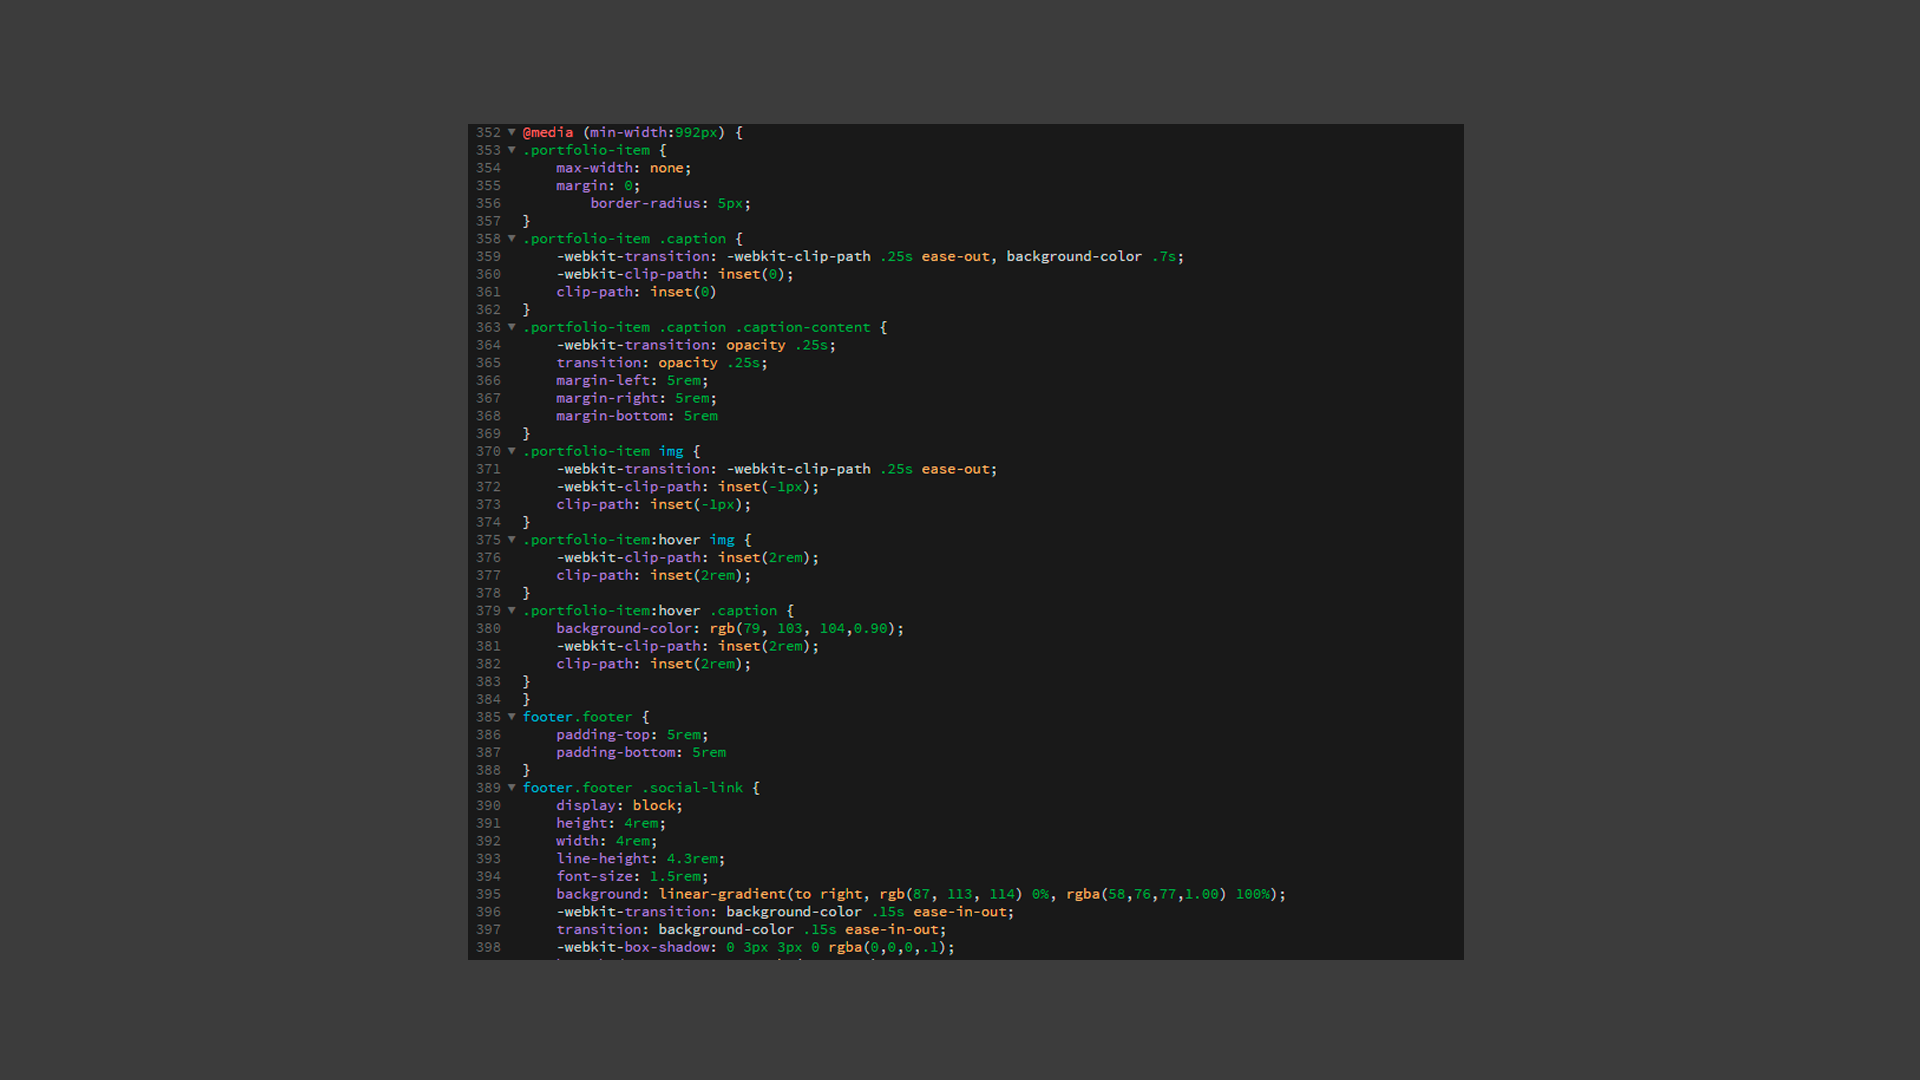 352 @media (min-width:992px) {
353 .portfolio-item {
354     max-width: none;
355     margin: 0;
356         border-radius: 5px;
357 }
358 .portfolio-item .caption {
359     -webkit-transition: -webkit-clip-path .25s ease-out, background-color .7s;
360     -webkit-clip-path: inset(0);
361     clip-path: inset(0)
362 }
363 .portfolio-item .caption .caption-content {
364     -webkit-transition: opacity .25s;
365     transition: opacity .25s;
366     margin-left: 5rem;
367     margin-right: 5rem;
368     margin-bottom: 5rem
369 }
370 .portfolio-item img {
371     -webkit-transition: -webkit-clip-path .25s ease-out;
372     -webkit-clip-path: inset(-1px);
373     clip-path: inset(-1px);
374 }
375 .portfolio-item:hover img {
376     -webkit-clip-path: inset(2rem);
377     clip-path: inset(2rem);
378 }
379 .portfolio-item:hover .caption {
380     background-color: rgb(79, 103, 104,0.90);
381     -webkit-clip-path: inset(2rem);
382     clip-path: inset(2rem);
383 }
384 }
385 footer.footer {
386     padding-top: 5rem;
387     padding-bottom: 5rem
388 }
389 footer.footer .social-link {
390     display: block;
391     height: 4rem;
392     width: 4rem;
393     line-height: 4.3rem;
394     font-size: 1.5rem;
395     background: linear-gradient(to right, rgb(87, 113, 114) 0%, rgba(58,76,77,1.00) 100%);
396     -webkit-transition: background-color .15s ease-in-out;
397     transition: background-color .15s ease-in-out;
398     -webkit-box-shadow: 0 3px 3px 0 rgba(0,0,0,.1);